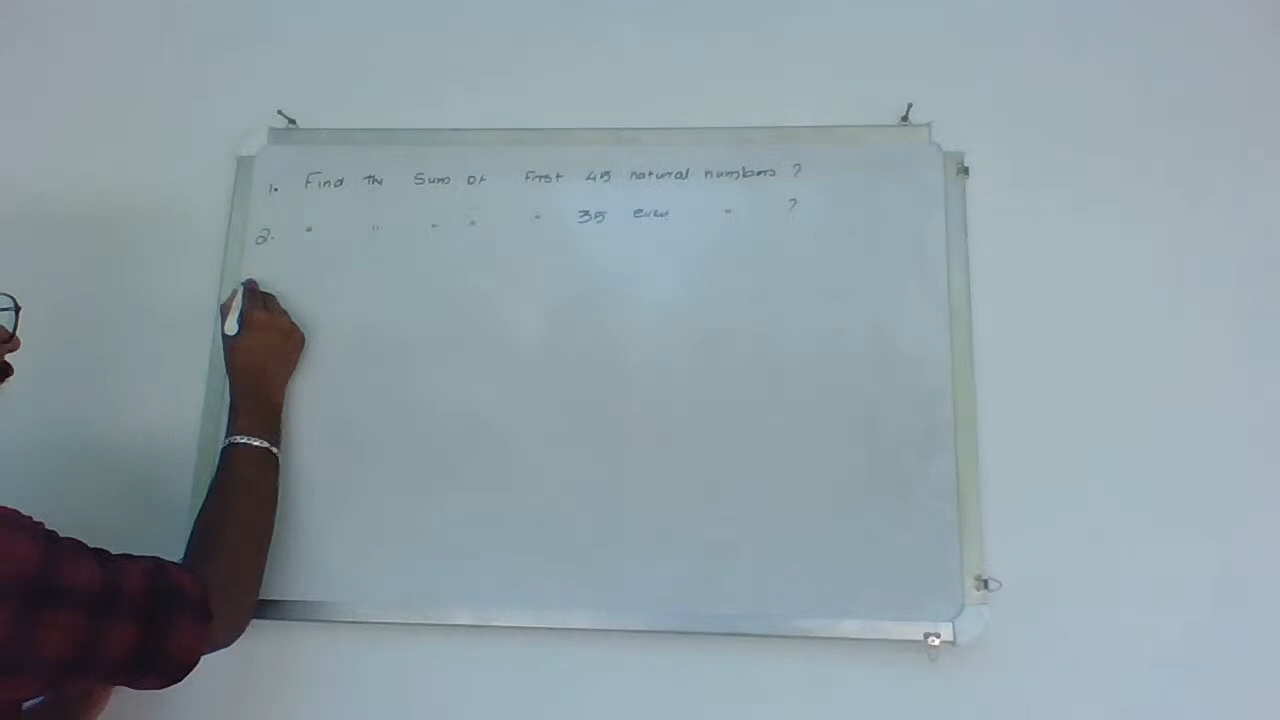 1. Find the Sum of first 45 natural numbers ?
2. " " " " " 35 even " ?